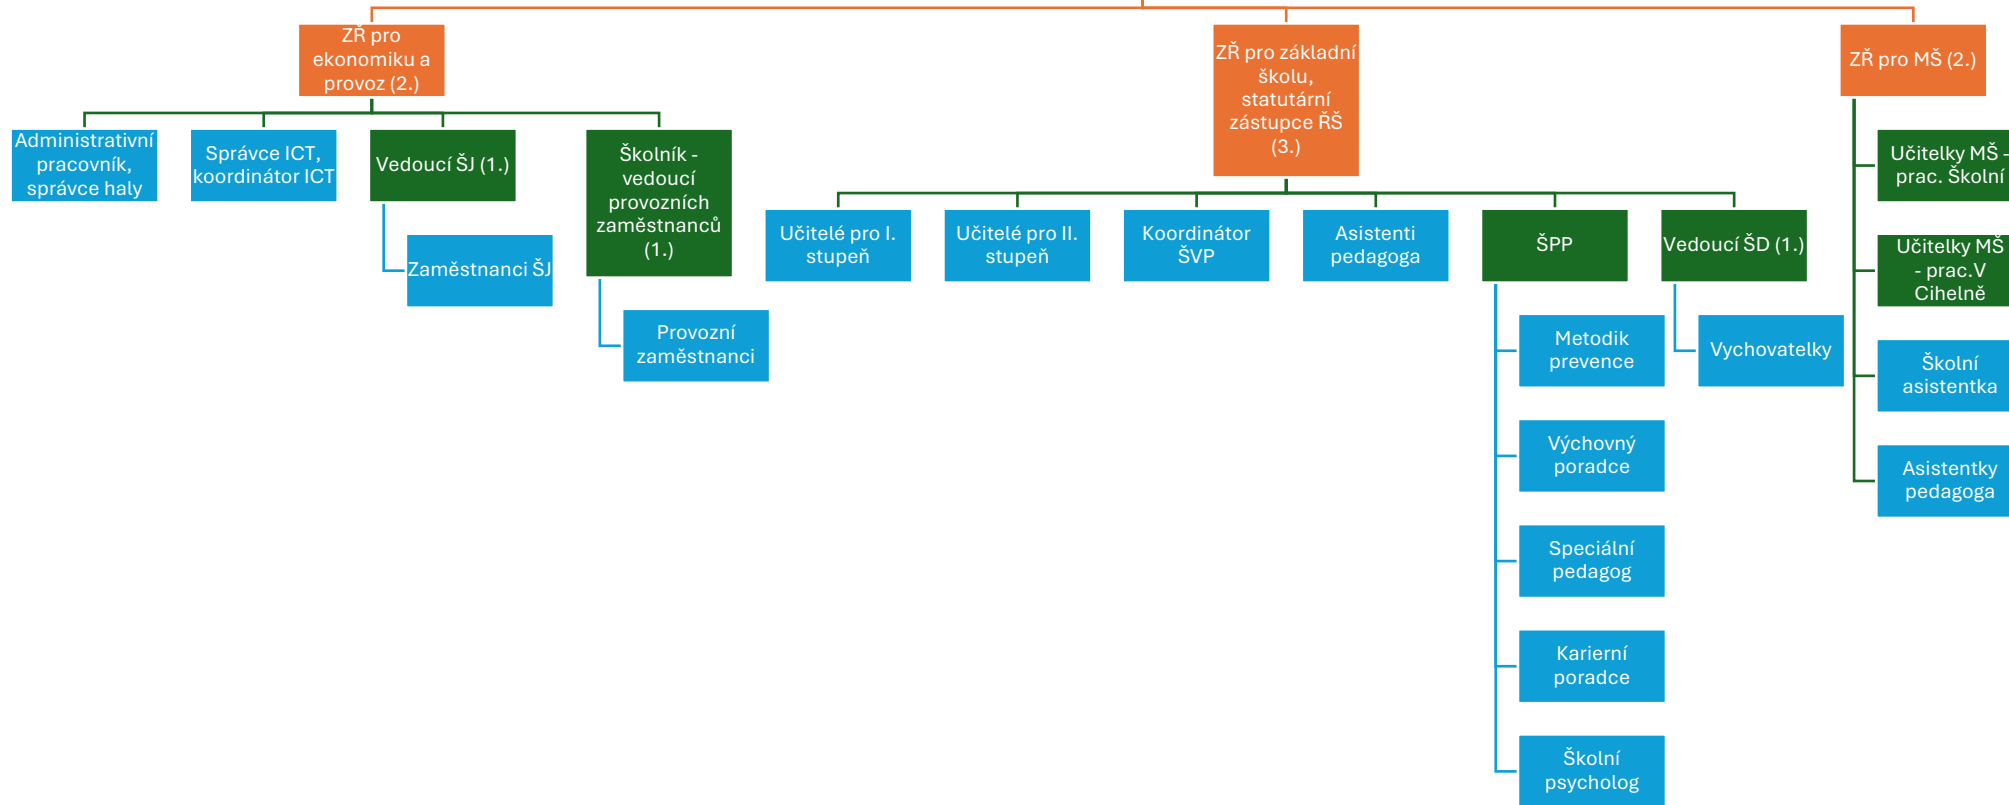 ZŘ pro
ekonomiku a
provoz (2.)
ZŘ pro základní
školu,
statutární
zástupce ŘŠ
(3.)
ZŘ pro MŠ (2.)
Administrativní
pracovník,
správce haly
Správce ICT,
koordinátor ICT
Vedoucí ŠJ (1.)
Zaměstnanci ŠJ
Školník -
vedoucí
provozních
zaměstnanců
(1.)
Provozní
zaměstnanci
Učitelé pro I.
stupeň
Učitelé pro II.
stupeň
Koordinátor
ŠVP
Asistenti
pedagoga
ŠPP
Metodik
prevence
Výchovný
poradce
Speciální
pedagog
Karierní
poradce
Školní
psycholog
Vedoucí ŠD (1.)
Vychovatelky
Učitelky MŠ -
prac. Školní
Učitelky MŠ
- prac.V
Cihelně
Školní
asistentka
Asistentky
pedagoga